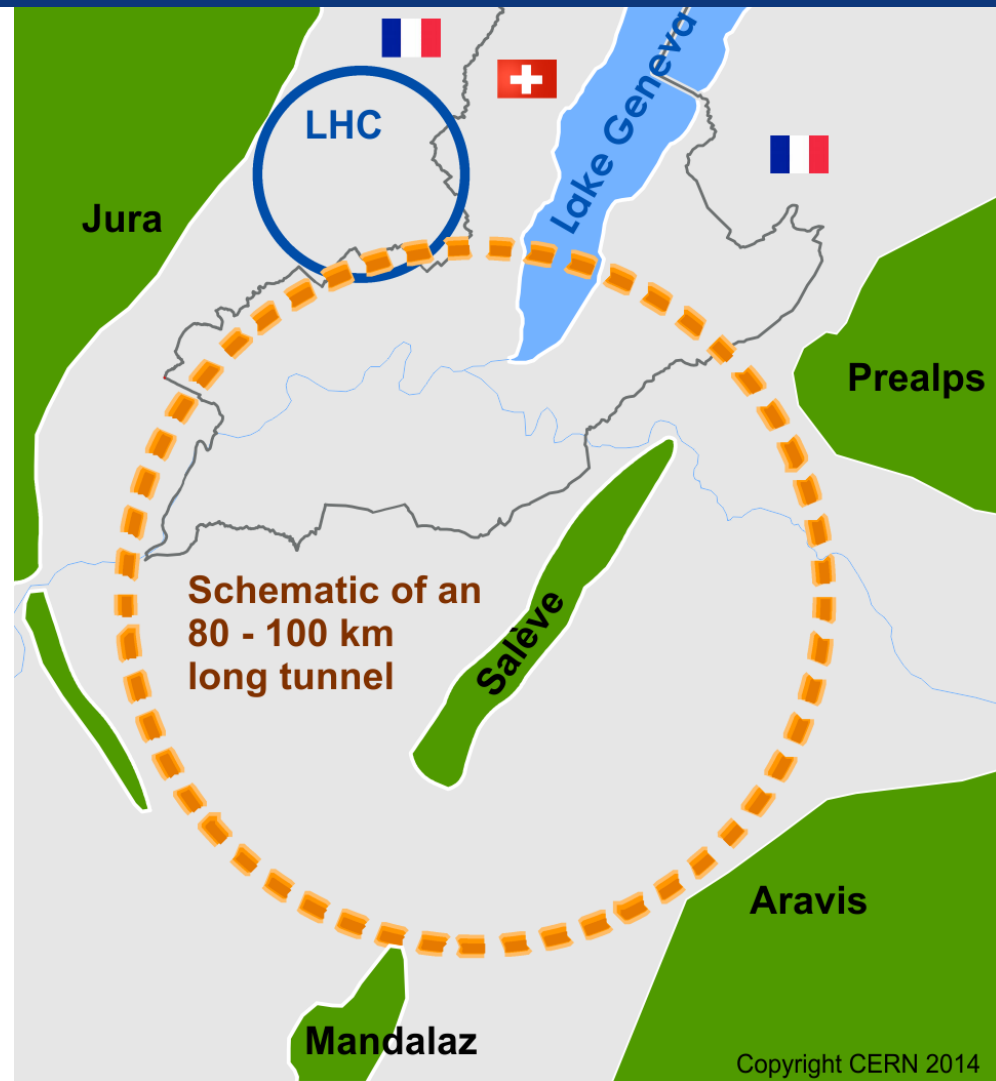 LHC
Lake Geneva
Jura
Prealps
Schematic of an
80 - 100 km
long tunnel
Salève
Aravis
Mandalaz
Copyright CERN 2014